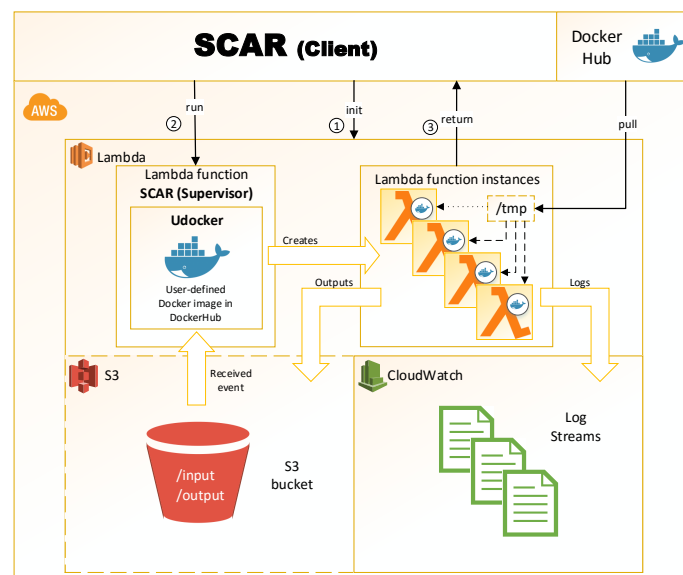 SCAR (Client)
Docker
Hub
AWS
run
②
init
①
③
return
pull
Lambda
Lambda function
SCAR (Supervisor)
Udocker
User-defined
Docker image in
DockerHub
Lambda function instances
/tmp
Creates
Outputs
Logs
S3
Received
event
CloudWatch
/input
/output
S3
bucket
Log
Streams